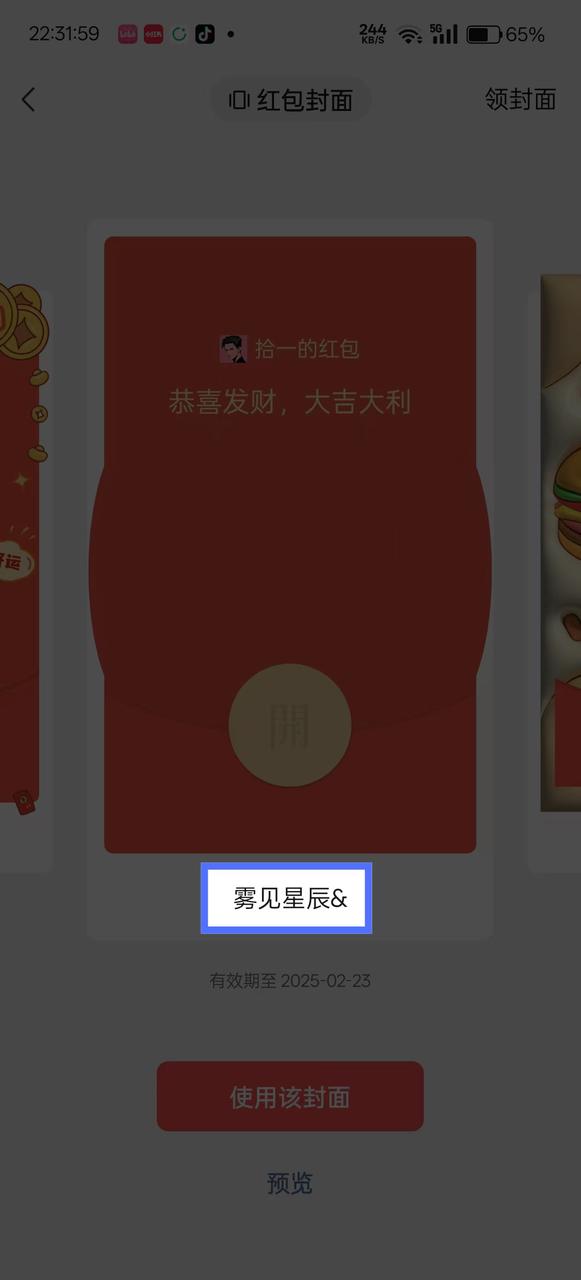 22:31:59
244 KB/S 5G 65%
红包封面
领封面
拾一的红包
恭喜发财，大吉大利
開
雾见星辰&
有效期至 2025-02-23
使用该封面
预览